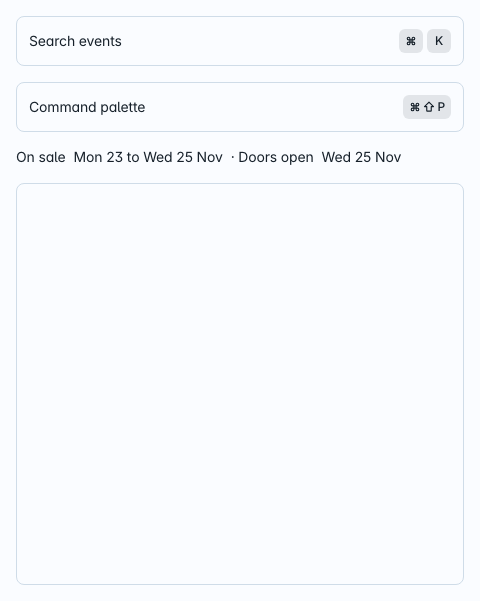 Search events ⌘ K
Command palette ⌘⇧P
On sale Mon 23 to Wed 25 Nov · Doors open Wed 25 Nov